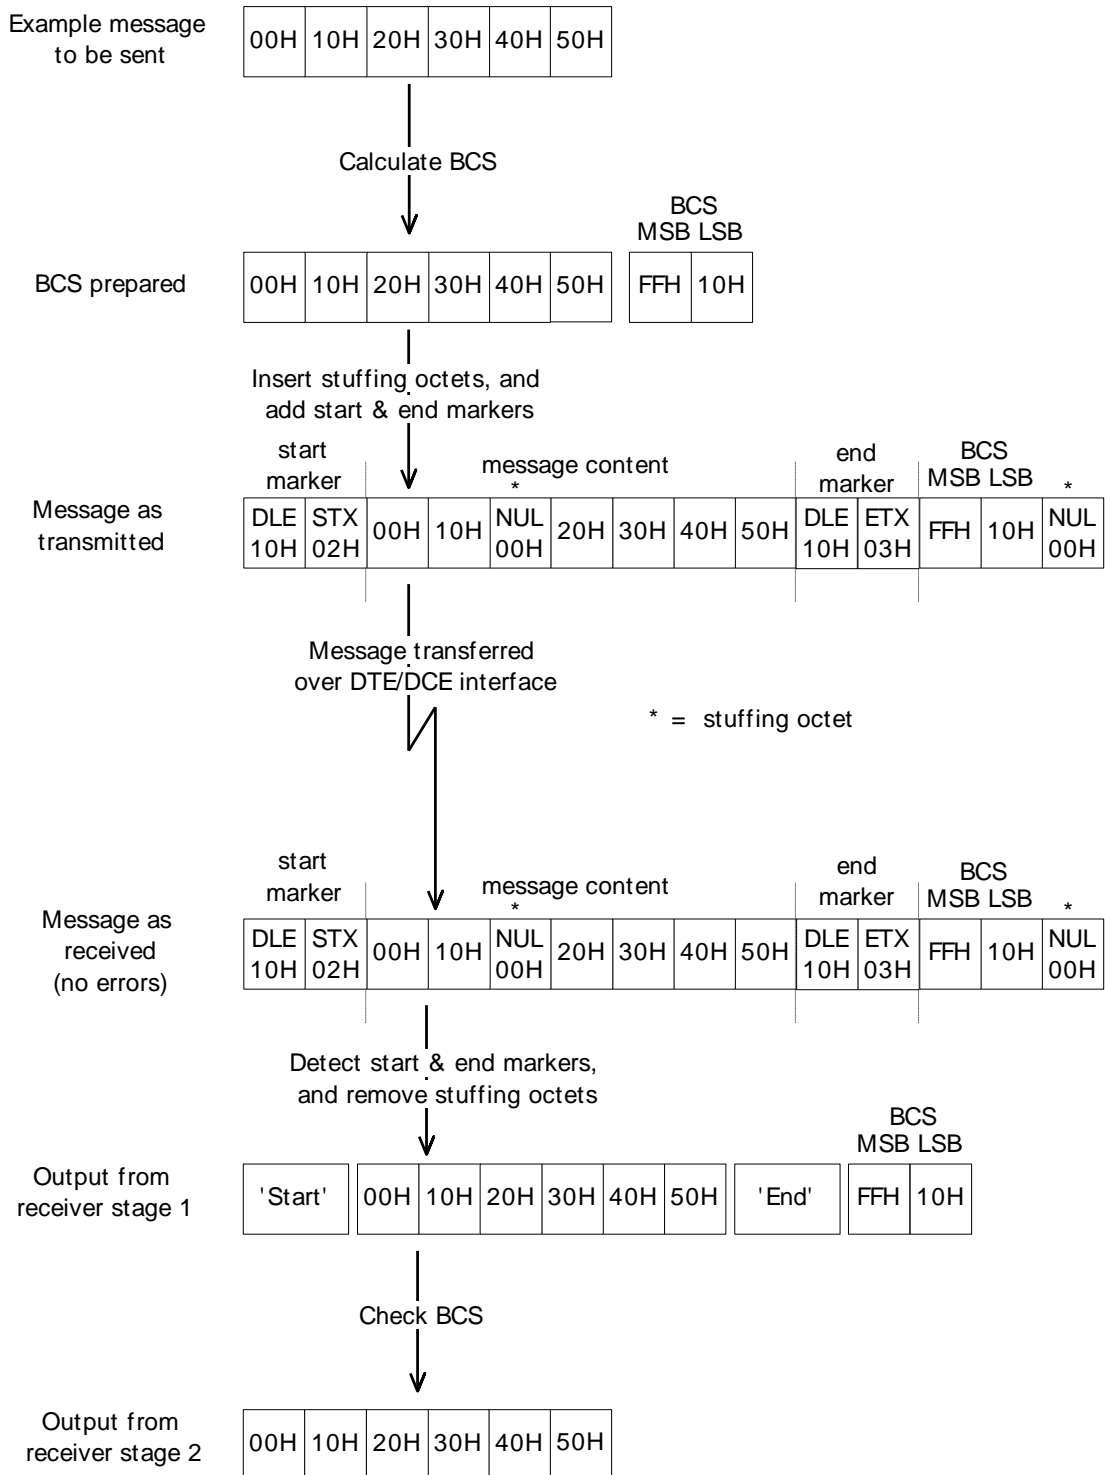 Example message
to be sent
00H 10H 20H 30H 40H 50H
Calculate BCS
BCS
MSB LSB
BCS prepared
00H 10H 20H 30H 40H 50H FFH 10H
Insert stuffing octets, and
add start & end markers
start
marker
message content
end
marker
BCS
MSB LSB
* *
Message as
transmitted
DLE STX 00H 10H NUL 20H 30H 40H 50H DLE ETX FFH 10H NUL
10H 02H 00H 10H 03H 00H
Message transferred
over DTE/DCE interface
* = stuffing octet
start
marker
message content
end
marker
BCS
MSB LSB
* *
Message as
received
(no errors)
DLE STX 00H 10H NUL 20H 30H 40H 50H DLE ETX FFH 10H NUL
10H 02H 00H 10H 03H 00H
Detect start & end markers,
and remove stuffing octets
BCS
MSB LSB
Output from
receiver stage 1
'Start' 00H 10H 20H 30H 40H 50H 'End' FFH 10H
Check BCS
Output from
receiver stage 2
00H 10H 20H 30H 40H 50H